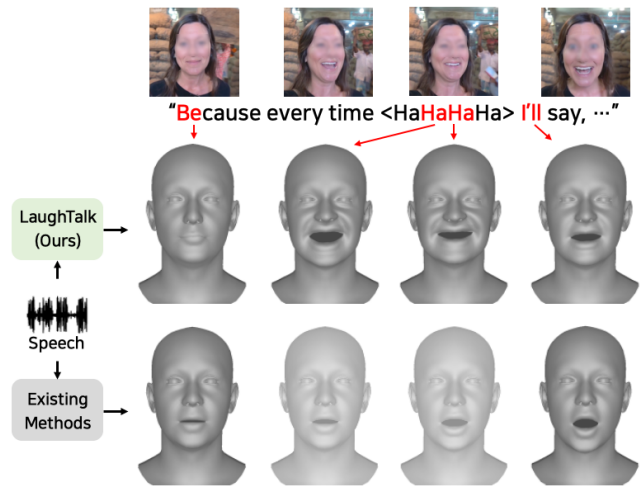 “Because every time <HaHaHaHa> I'll say, ···”
LaughTalk
(Ours)
Speech
Existing
Methods